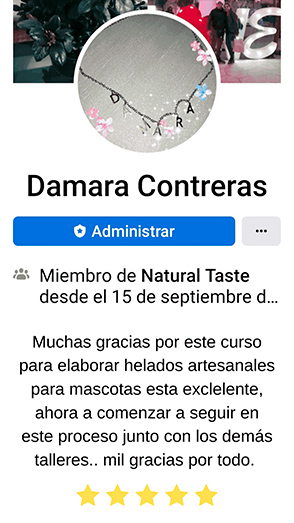 DAMARA
Damara Contreras
Administrar
Miembro de Natural Taste
desde el 15 de septiembre d...
Muchas gracias por este curso
para elaborar helados artesanales
para mascotas esta exclelente,
ahora a comenzar a seguir en
este proceso junto con los demás
talleres.. mil gracias por todo.